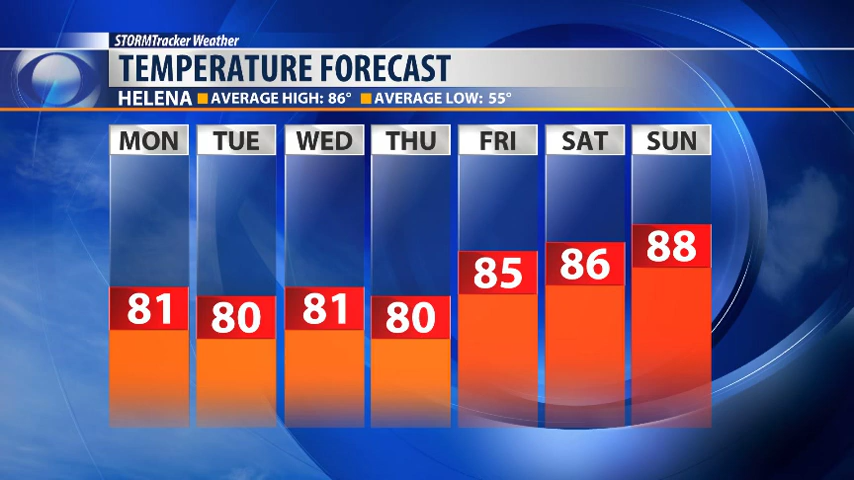 STORMTracker Weather
TEMPERATURE FORECAST
HELENA AVERAGE HIGH: 86° AVERAGE LOW: 55°
MON TUE WED THU FRI SAT SUN
81 80 81 80 85 86 88